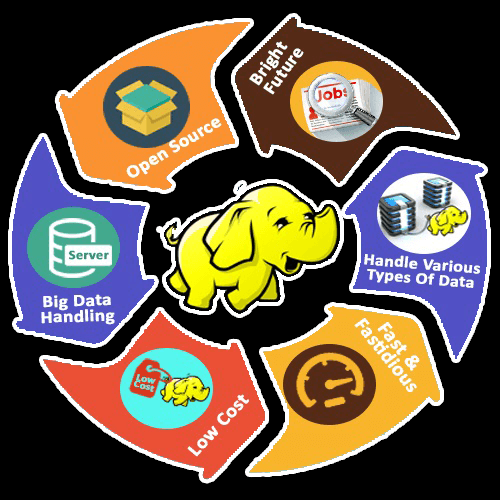 Open Source
Bright
Future
Jobs
Handle Various
Types Of Data
Fast &
Fastidious
Low Cost
Low
Cost
Big Data
Handling
Server